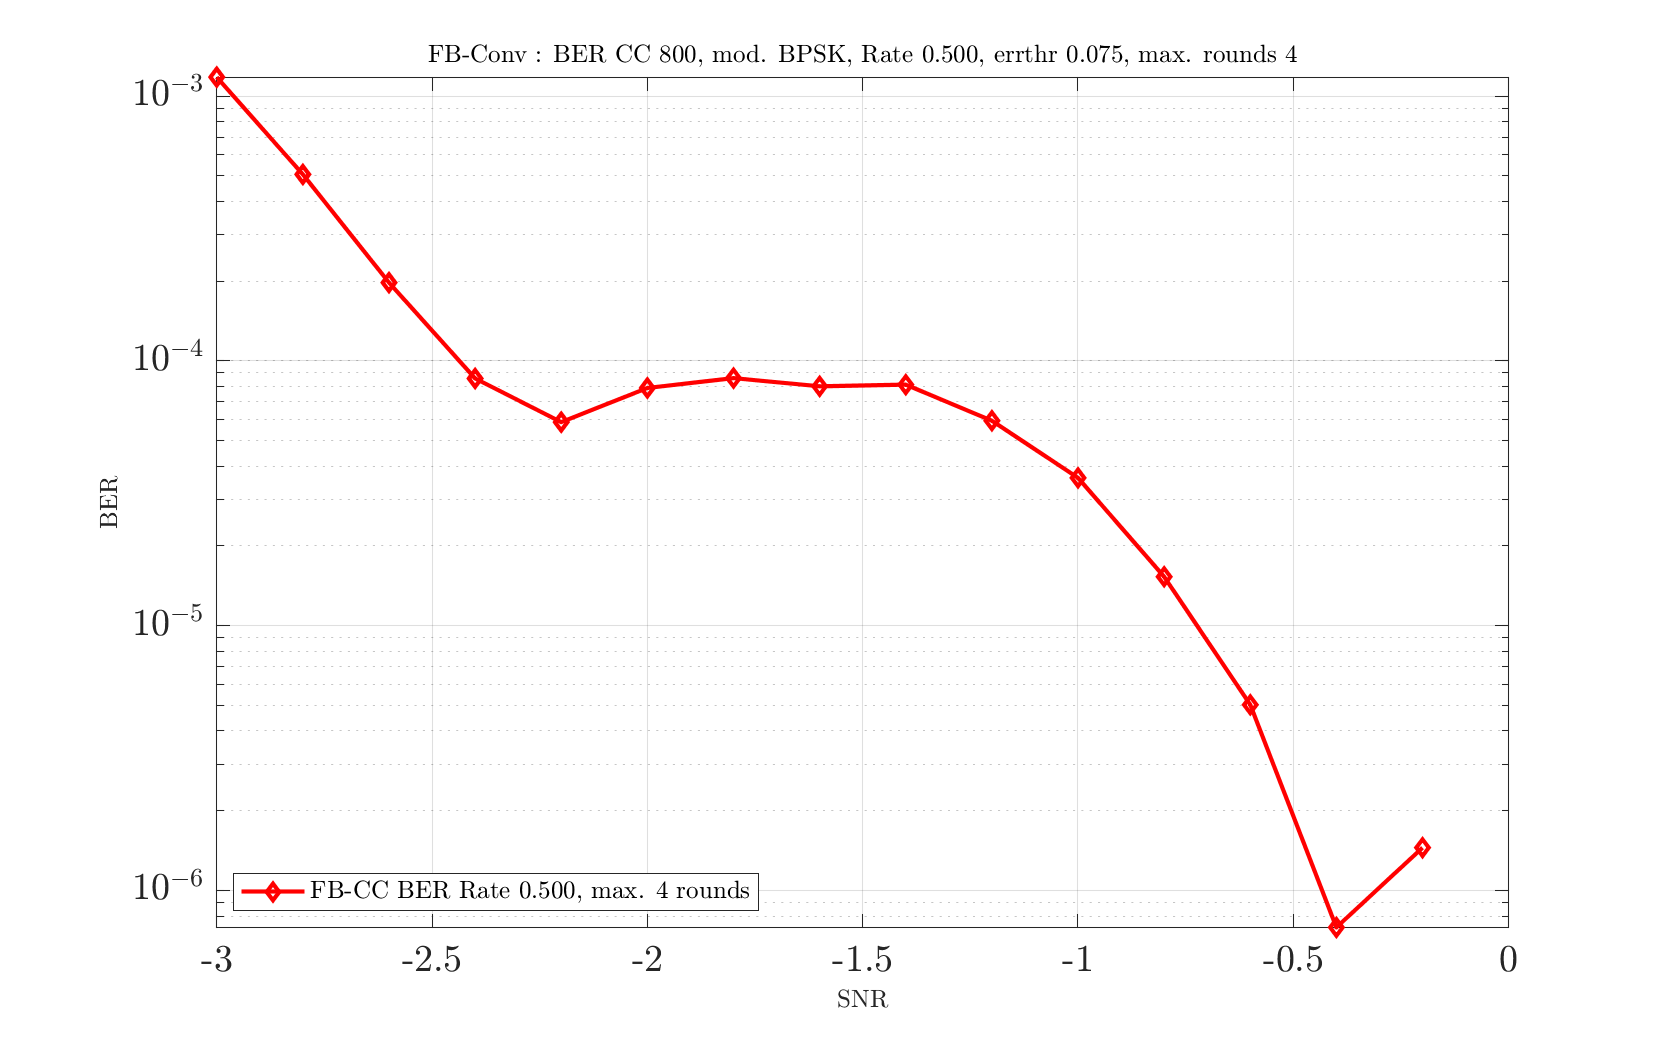 FB-Conv : BER CC 800, mod. BPSK, Rate 0.500, errthr 0.075, max. rounds 4
10⁻³
10⁻⁴
10⁻⁵
10⁻⁶
BER
FB-CC BER Rate 0.500, max. 4 rounds
-3 -2.5 -2 -1.5 -1 -0.5 0
SNR